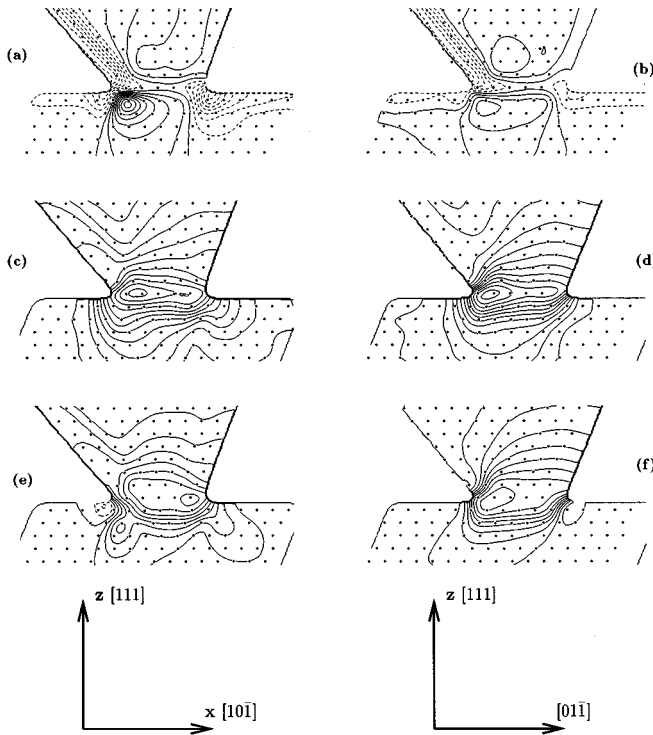 (a)
(b)
(c)
(d)
(e)
(f)
z [111]
x [101̅]
z [111]
[011̅]